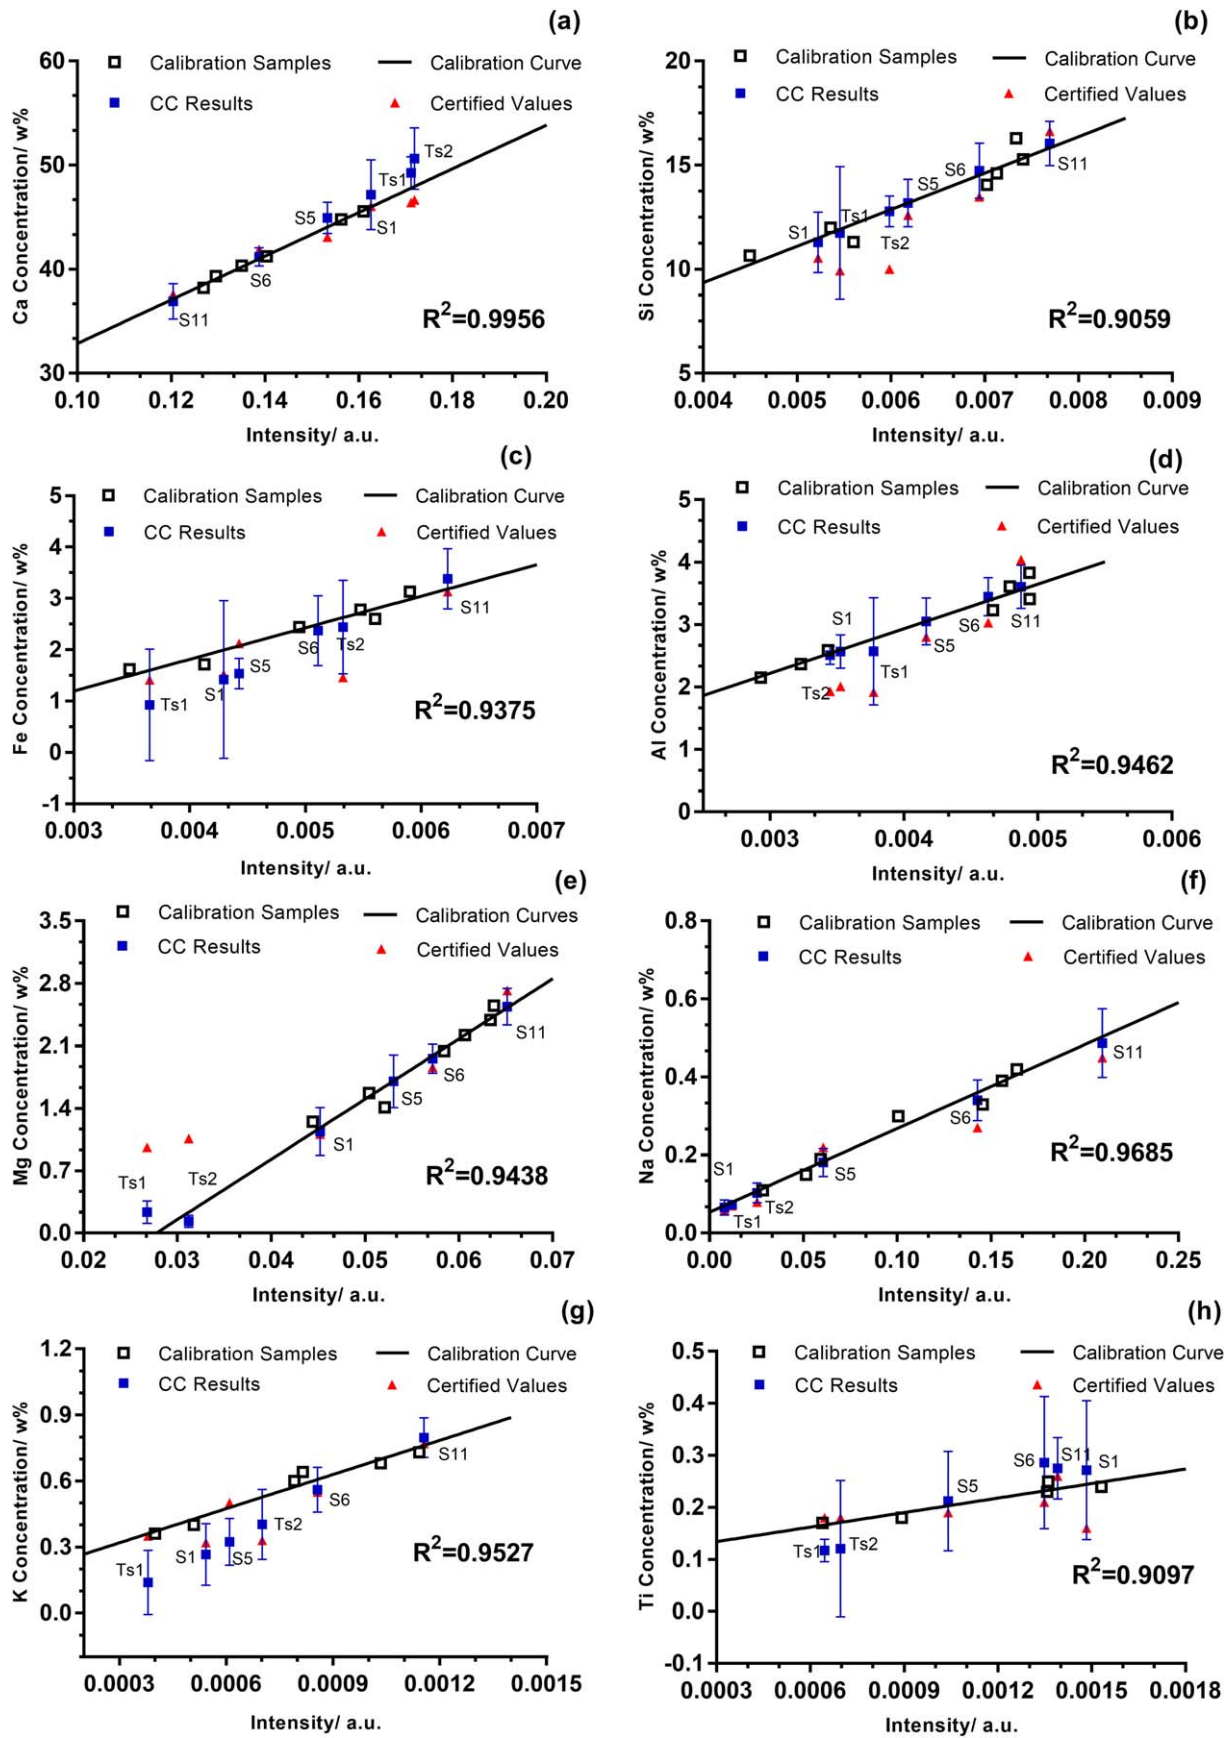 (a)
Calibration Samples
Calibration Curve
CC Results
Certified Values
Ca Concentration/ w%
60
50
40
30
Ts2
Ts1
S5
S1
S6
S11
R2=0.9956
0.10 0.12 0.14 0.16 0.18 0.20
Intensity/ a.u.
(b)
Calibration Samples
Calibration Curve
CC Results
Certified Values
Si Concentration/ w%
20
15
10
5
S11
S6
S5
Ts1
S1
Ts2
R2=0.9059
0.004 0.005 0.006 0.007 0.008 0.009
Intensity/ a.u.
(c)
Calibration Samples
Calibration Curve
CC Results
Certified Values
Fe Concentration/ w%
5
4
3
2
1
0
-1
S11
S6
Ts2
S5
S1
Ts1
R2=0.9375
0.003 0.004 0.005 0.006 0.007
Intensity/ a.u.
(d)
Calibration Samples
Calibration Curve
CC Results
Certified Values
Al Concentration/ w%
5
4
3
2
1
0
S1
S6
S11
S5
Ts1
Ts2
R2=0.9462
0.003 0.004 0.005 0.006
Intensity/ a.u.
(e)
Calibration Samples
Calibration Curves
CC Results
Certified Values
Mg Concentration/ w%
3.5
2.8
2.1
1.4
0.7
0.0
S11
S6
S5
S1
Ts1
Ts2
R2=0.9438
0.02 0.03 0.04 0.05 0.06 0.07
Intensity/ a.u.
(f)
Calibration Samples
Calibration Curve
CC Results
Certified Values
Na Concentration/ w%
0.8
0.6
0.4
0.2
0.0
S11
S6
S5
S1
Ts2
Ts1
R2=0.9685
0.00 0.05 0.10 0.15 0.20 0.25
Intensity/ a.u.
(g)
Calibration Samples
Calibration Curve
CC Results
Certified Values
K Concentration/ w%
1.2
0.9
0.6
0.3
0.0
S11
S6
Ts2
S1
S5
Ts1
R2=0.9527
0.0003 0.0006 0.0009 0.0012 0.0015
Intensity/ a.u.
(h)
Calibration Samples
Calibration Curve
CC Results
Certified Values
Ti Concentration/ w%
0.5
0.4
0.3
0.2
0.1
0.0
-0.1
S6
S11
S1
S5
Ts1
Ts2
R2=0.9097
0.0003 0.0006 0.0009 0.0012 0.0015 0.0018
Intensity/ a.u.